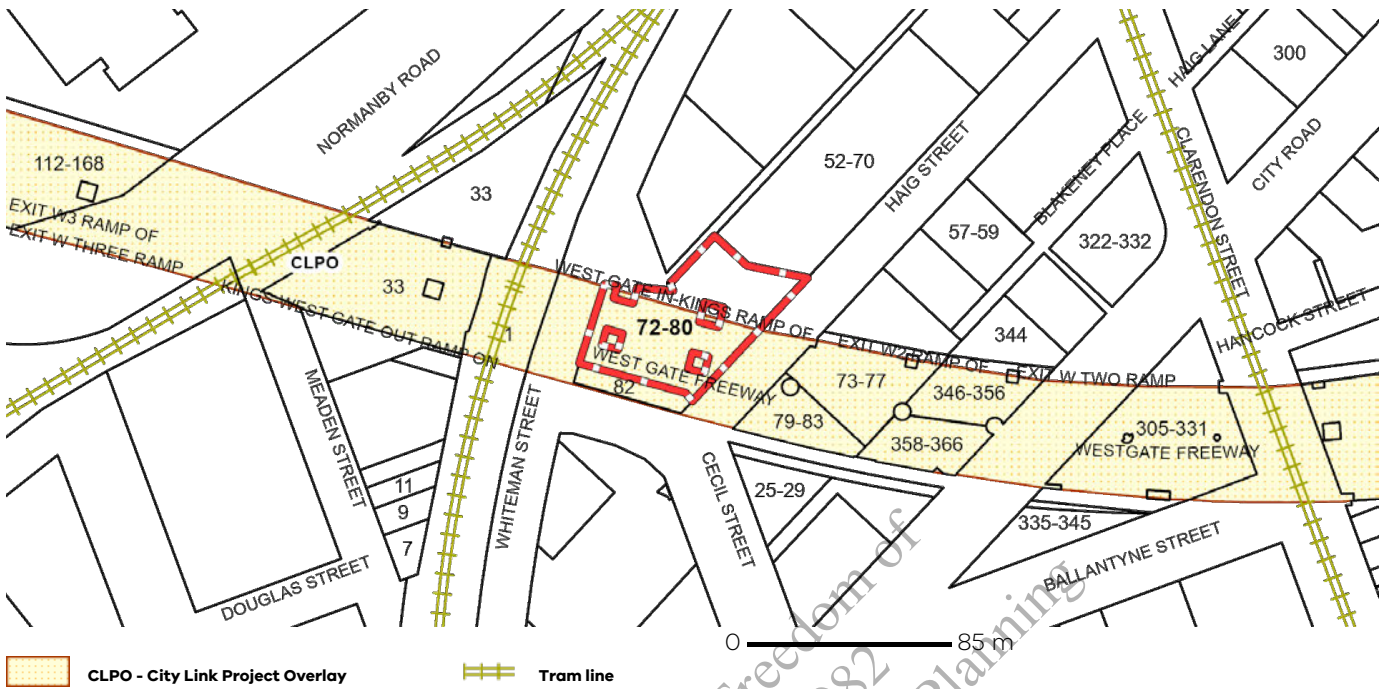 HAIG LANE
300
NORMANBY ROAD
CITY ROAD
112-168
52-70
HAIG STREET
BLAKENEY PLACE
CLARENDON STREET
33
57-59
322-332
EXIT W3 RAMP OF
EXIT W THREE RAMP
CLPO
33
KINGS-WEST GATE OUT RAMP ON
WEST GATE IN-KINGS RAMP OF
72-80
1
WEST GATE FREEWAY
82
EXIT W2 RAMP OF
EXIT W TWO RAMP
344
HANCOCK STREET
73-77
346-356
79-83
358-366
305-331
WESTGATE FREEWAY
MEADEN STREET
WHITEMAN STREET
CECIL STREET
25-29
11
9
7
335-345
BALLANTYNE STREET
DOUGLAS STREET
Freedom of
982
Planning
0 85 m
CLPO - City Link Project Overlay
Tram line